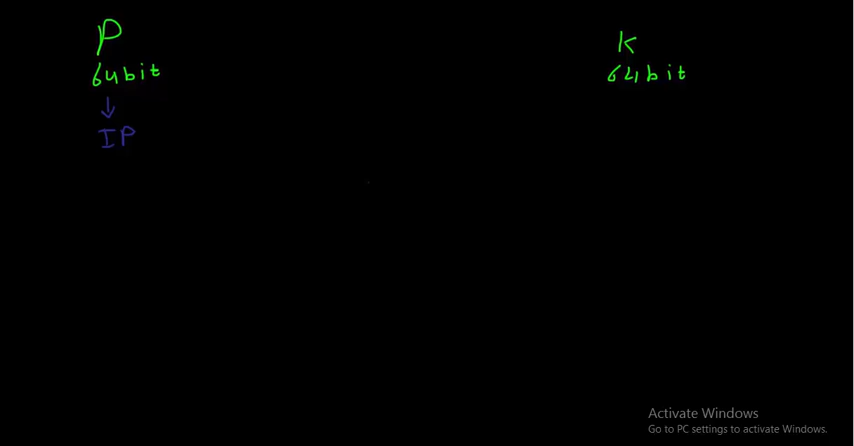 P
64bit
IP
K
64bit
Activate Windows
Go to PC settings to activate Windows.